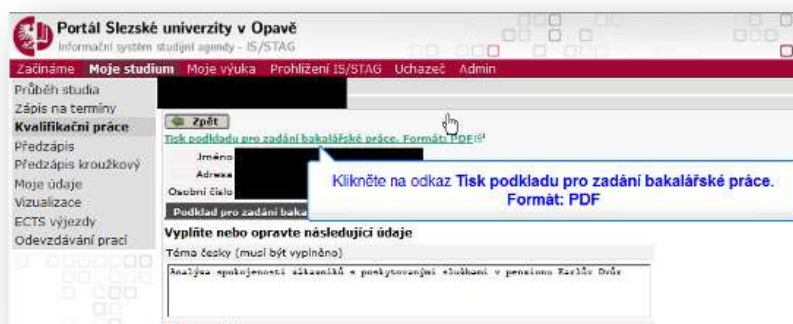 Portál Slezské univerzity v Opavě
Informační systém studijní agendy - IS/STAG
Začínáme Moje studium Moje výuka Prohlížení IS/STAG Uchazeč Admin
Průběh studia
Zápis na termíny
Kvalifikační práce
Předzápis
Předzápis kroužkový
Moje údaje
Vizualizace
ECTS výjezdy
Odevzdávání prací
Zpět
Tisk podkladu pro zadání bakalářské práce. Formát: PDF
Jméno
Adresa
Osobní číslo
Klikněte na odkaz Tisk podkladu pro zadání bakalářské práce.
Formát: PDF
Podklad pro zadání baka
Vyplňte nebo opravte následující údaje
Téma česky (musí být vyplněno)
Analýza spokojenosti zákazníků s poskytovanými službami v penzionu Karlův Dvůr